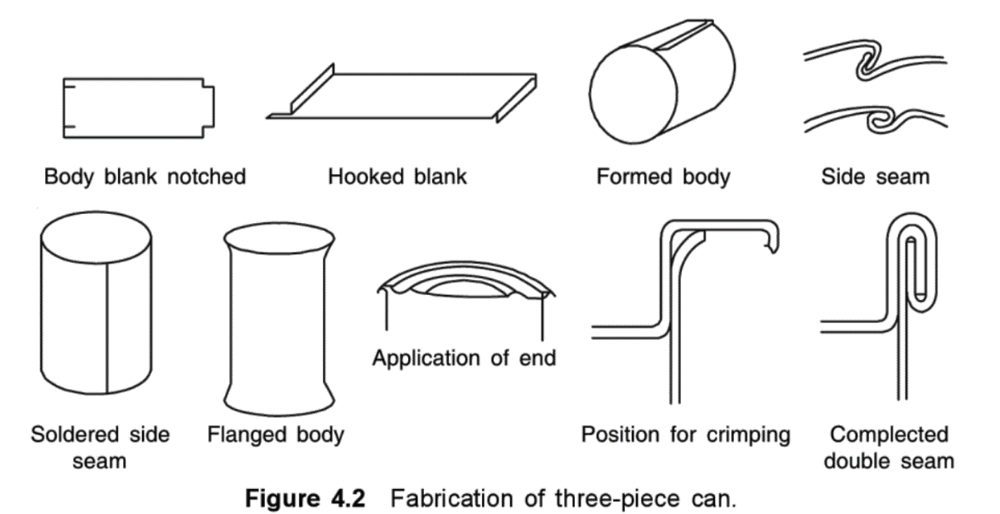 Body blank notched
Hooked blank
Formed body
Side seam
Application of end
Soldered side
seam
Flanged body
Position for crimping
Complected
double seam
Figure 4.2 Fabrication of three-piece can.